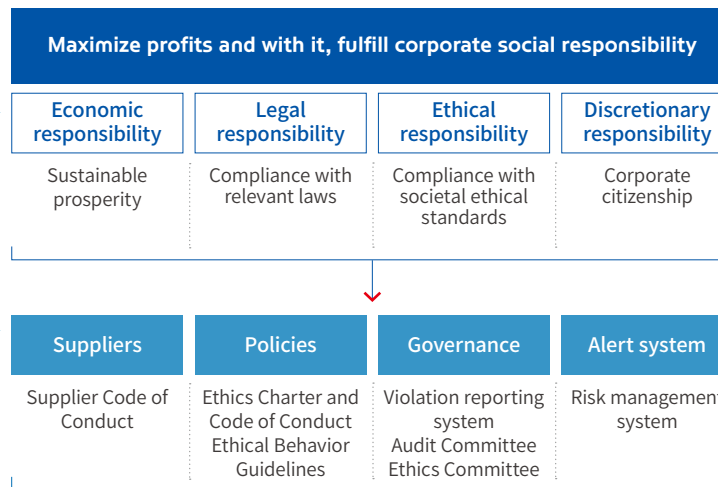 Maximize profits and with it, fulfill corporate social responsibility
Economic
responsibility
Legal
responsibility
Ethical
responsibility
Discretionary
responsibility
Sustainable
prosperity
Compliance with
relevant laws
Compliance with
societal ethical
standards
Corporate
citizenship
Suppliers
Policies
Governance
Alert system
Supplier Code of
Conduct
Ethics Charter and
Code of Conduct
Ethical Behavior
Guidelines
Violation reporting
system
Audit Committee
Ethics Committee
Risk management
system